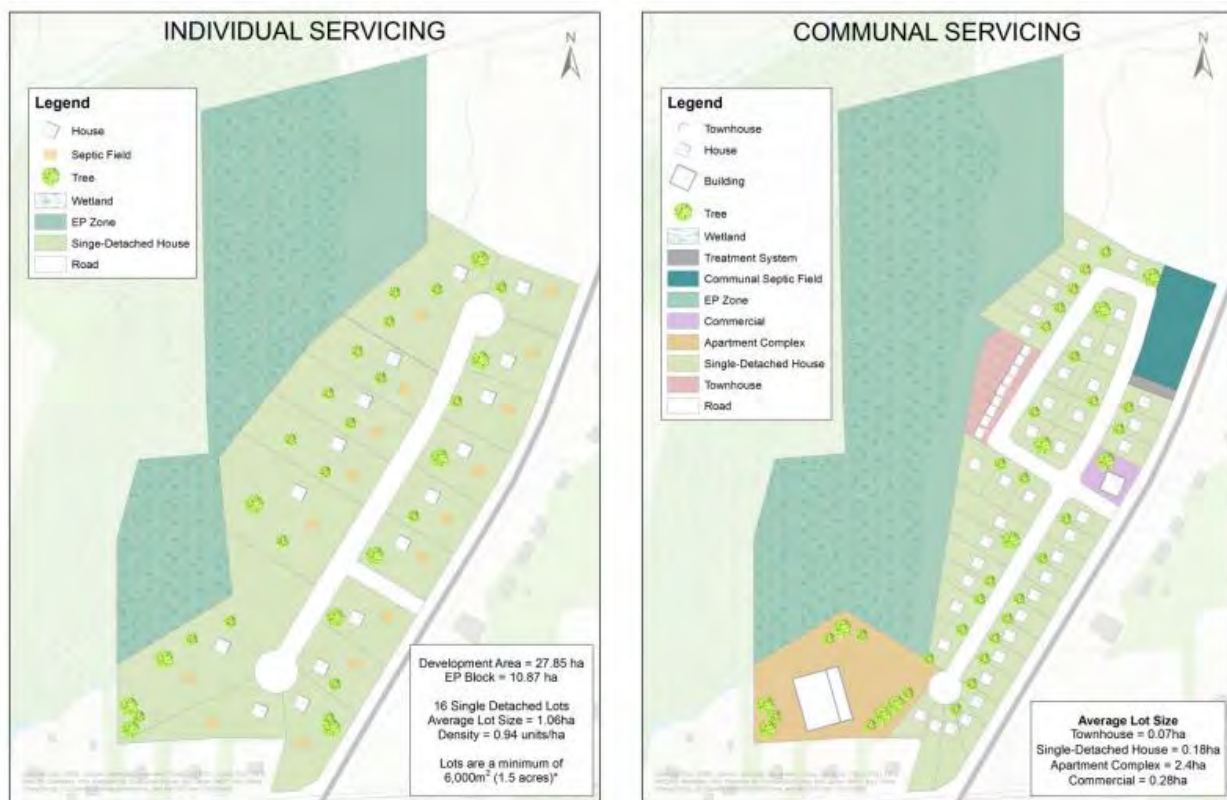 INDIVIDUAL SERVICING
N
Legend
House
Septic Field
Tree
Wetland
EP Zone
Singe-Detached House
Road
Development Area = 27.85 ha
EP Block = 10.87 ha
16 Single Detached Lots
Average Lot Size = 1.06ha
Density = 0.94 units/ha
Lots are a minimum of
6,000m² (1.5 acres)*
COMMUNAL SERVICING
N
Legend
Townhouse
House
Building
Tree
Wetland
Treatment System
Communal Septic Field
EP Zone
Commercial
Apartment Complex
Single-Detached House
Townhouse
Road
Average Lot Size
Townhouse = 0.07ha
Single-Detached House = 0.18ha
Apartment Complex = 2.4ha
Commercial = 0.28ha